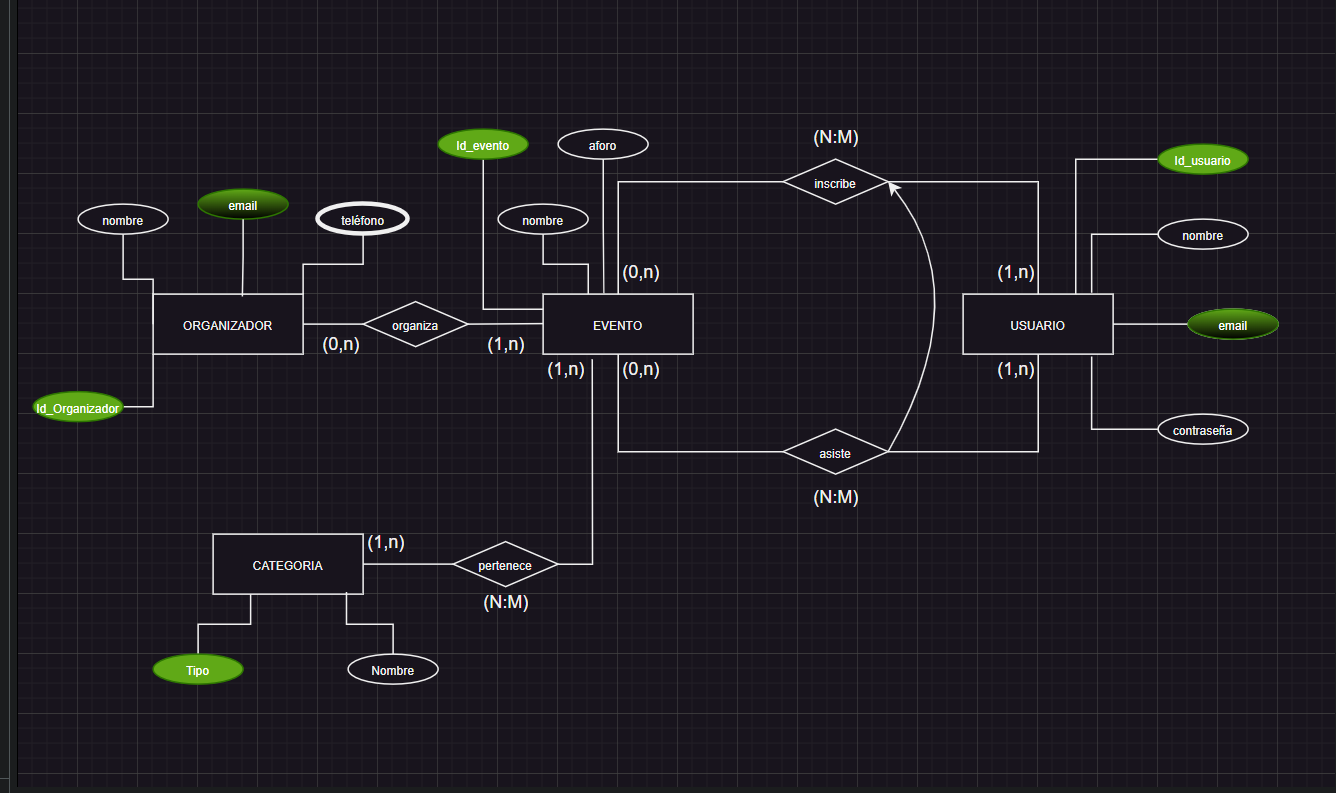 (N:M)
Id_evento
aforo
Id_usuario
inscribe
email
nombre
teléfono
nombre
nombre
(0,n)
(1,n)
ORGANIZADOR
organiza
EVENTO
USUARIO
email
(0,n)
(1,n)
(1,n)
(0,n)
(1,n)
Id_Organizador
contraseña
asiste
(N:M)
(1,n)
CATEGORIA
pertenece
(N:M)
Tipo
Nombre